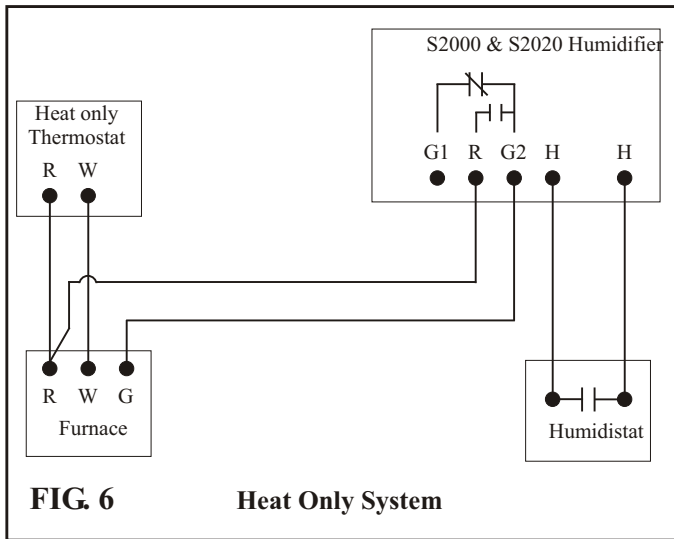 S2000 & S2020 Humidifier
Heat only
Thermostat
R W
G1 R G2 H H
R W G
Furnace
Humidistat
FIG. 6 Heat Only System